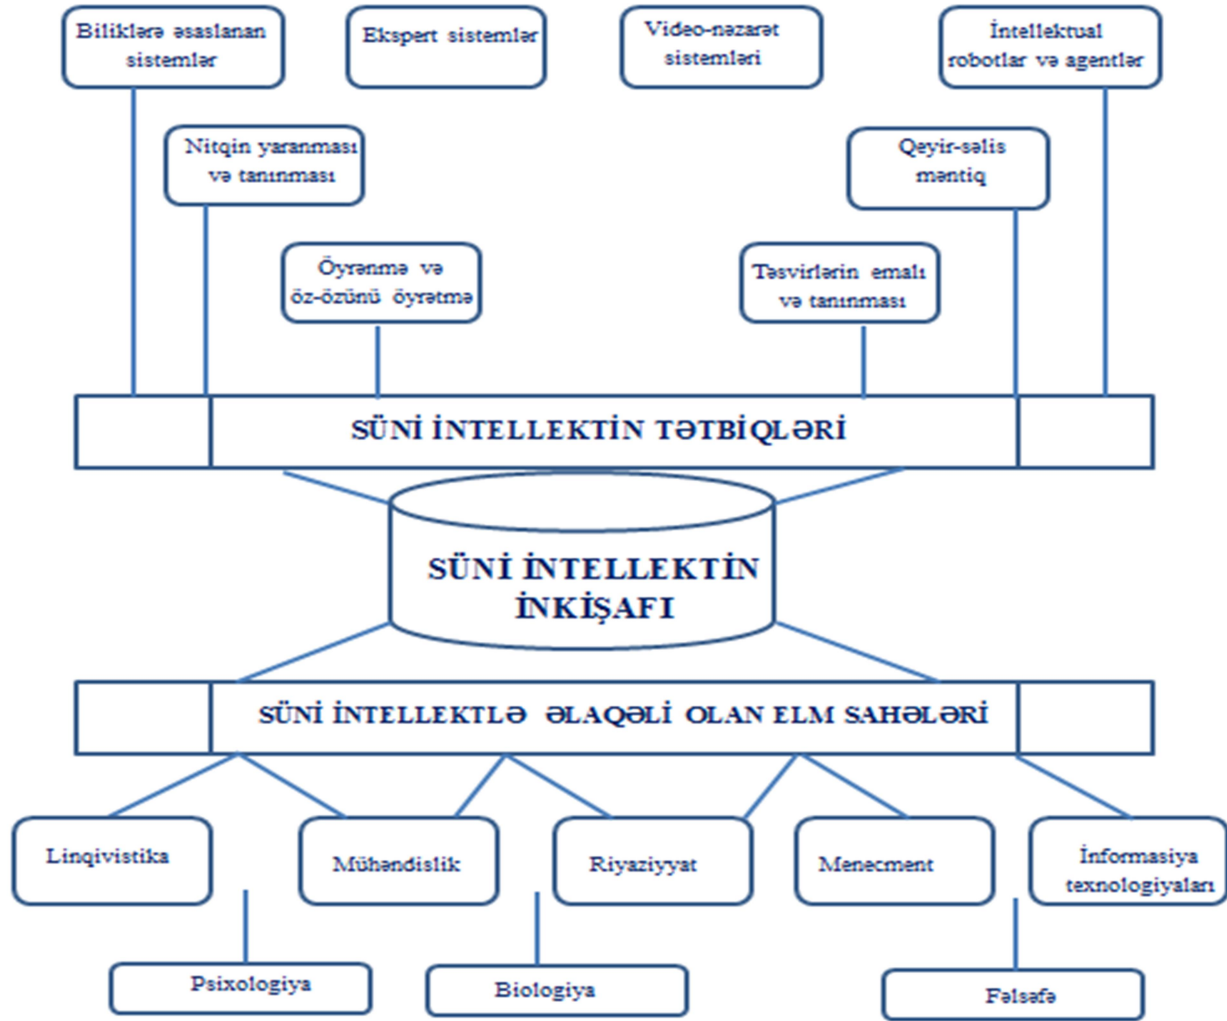 Biliklərə əsaslanan
sistemlər
Ekspert sistemlər
Video-nəzarət
sistemləri
İntellektual
robotlar və agentlər
Nitqin yaranması
və tanınması
Qeyir-səlis
məntiq
Öyrənmə və
öz-özünü öyrətmə
Təsvirlərin emalı
və tanınması
SÜNİ İNTELLEKTİN TƏTBİQLƏRİ
SÜNİ İNTELLEKTİN
İNKİŞAFI
SÜNİ İNTELLEKTLƏ ƏLAQƏLİ OLAN ELM SAHƏLƏRİ
Linqivistika
Mühəndislik
Riyaziyyat
Menecment
İnformasiya
texnologiyaları
Psixologiya
Biologiya
Fəlsəfə